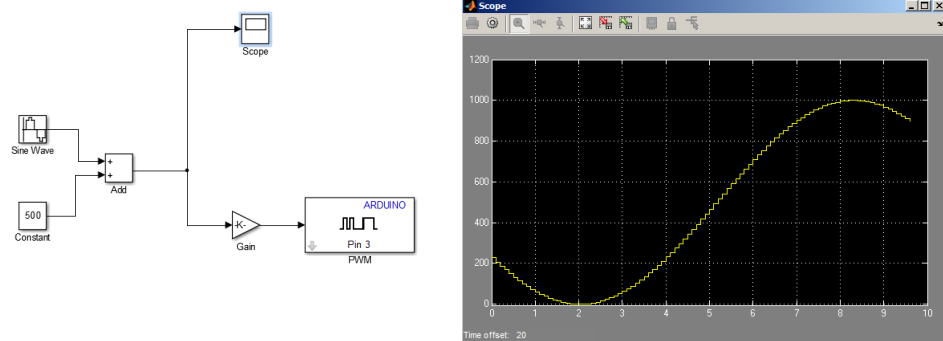 Scope
Sine Wave
+
+
Add
500
Constant
-K-
Gain
ARDUINO
Pin 3
PWM
Scope
1200
1000
800
600
400
200
0
0 1 2 3 4 5 6 7 8 9 10
Time offset: 20